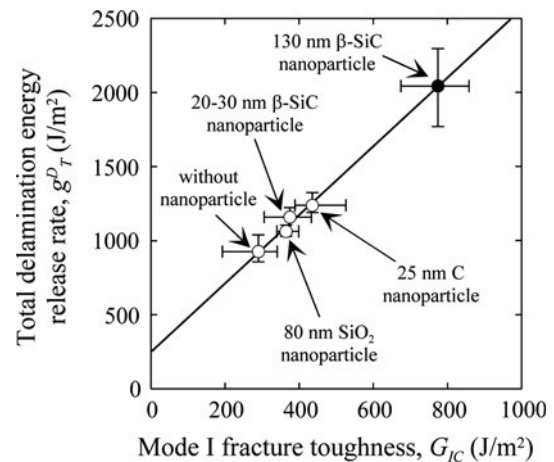 Total delamination energy
release rate, gᴰ_T (J/m²)
2500
2000
1500
1000
500
0
130 nm β-SiC
nanoparticle
20-30 nm β-SiC
nanoparticle
without
nanoparticle
25 nm C
nanoparticle
80 nm SiO₂
nanoparticle
0 200 400 600 800 1000
Mode I fracture toughness, G_IC (J/m²)